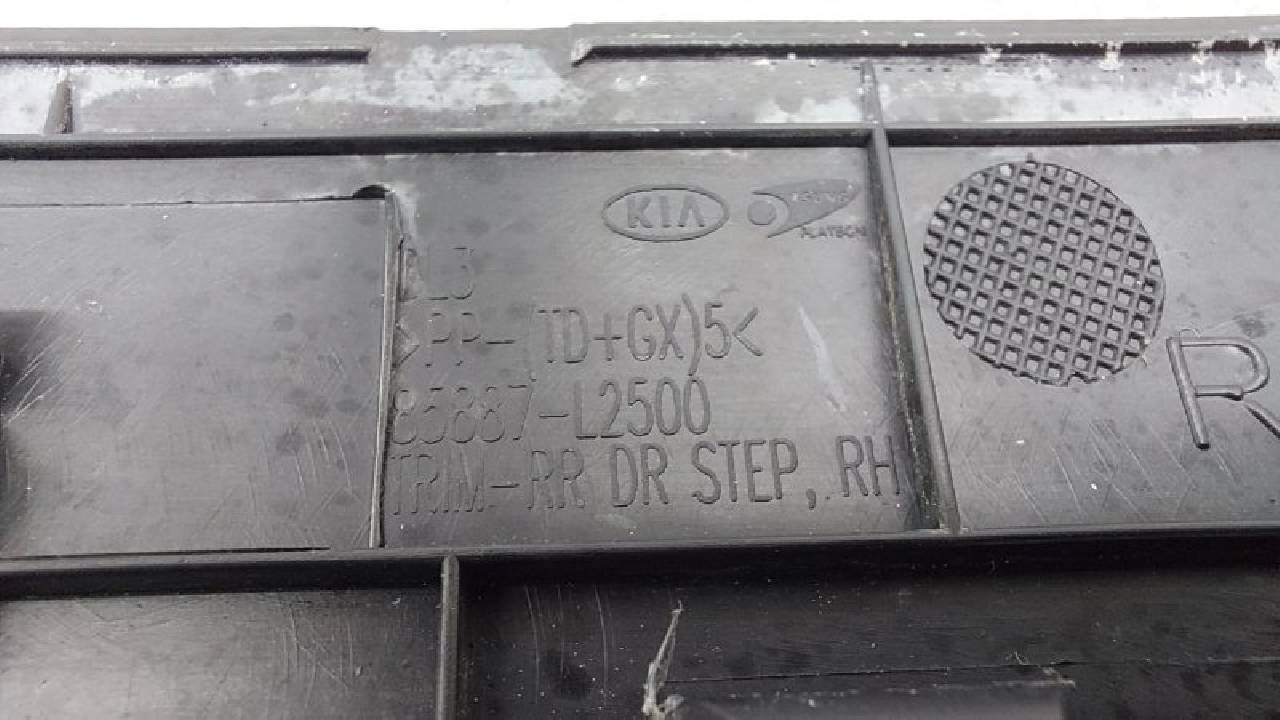 KIA
DL3
>PP-(TD+GX)5<
85887-L2500
TRIM-RR DR STEP, RH
R